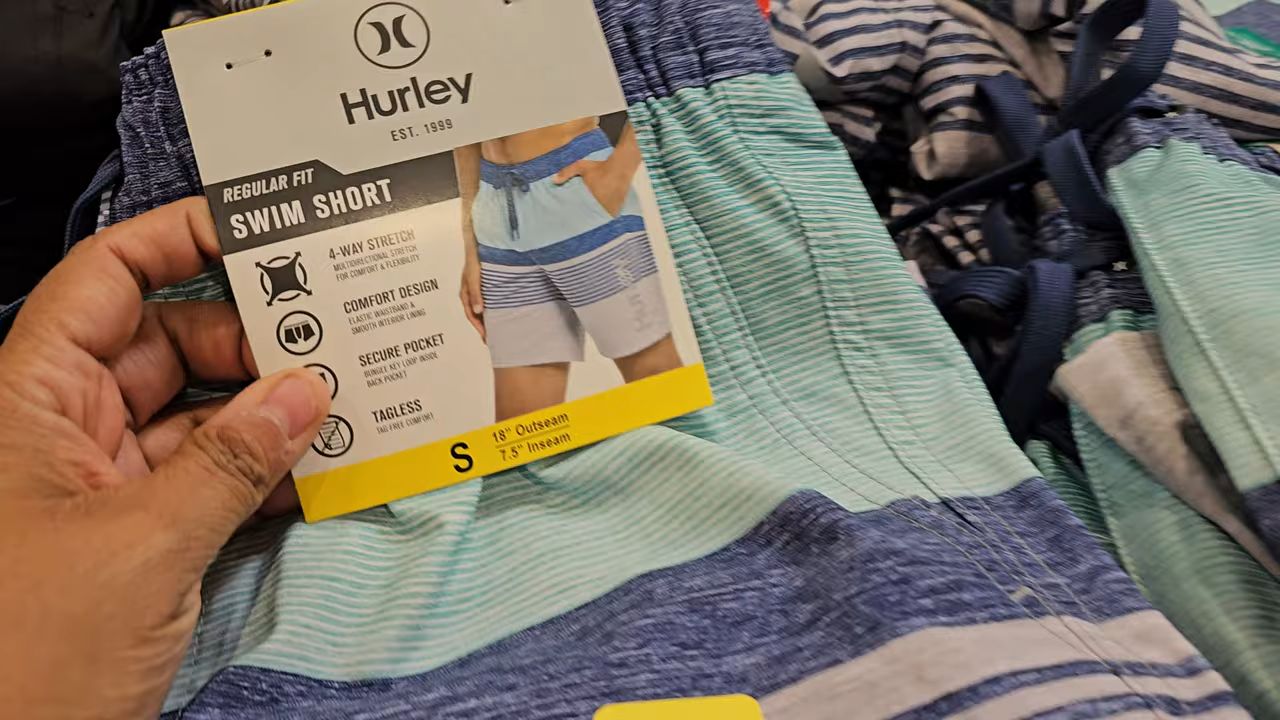 Hurley
EST. 1999
REGULAR FIT
SWIM SHORT
4-WAY STRETCH
MULTIDIRECTIONAL STRETCH
FOR COMFORT & FLEXIBILITY
COMFORT DESIGN
ELASTIC WAISTBAND &
SMOOTH INTERIOR LINING
SECURE POCKET
BUNGEE KEY LOOP INSIDE
BACK POCKET
TAGLESS
TAG-FREE COMFORT
S
18" Outseam
7.5" Inseam